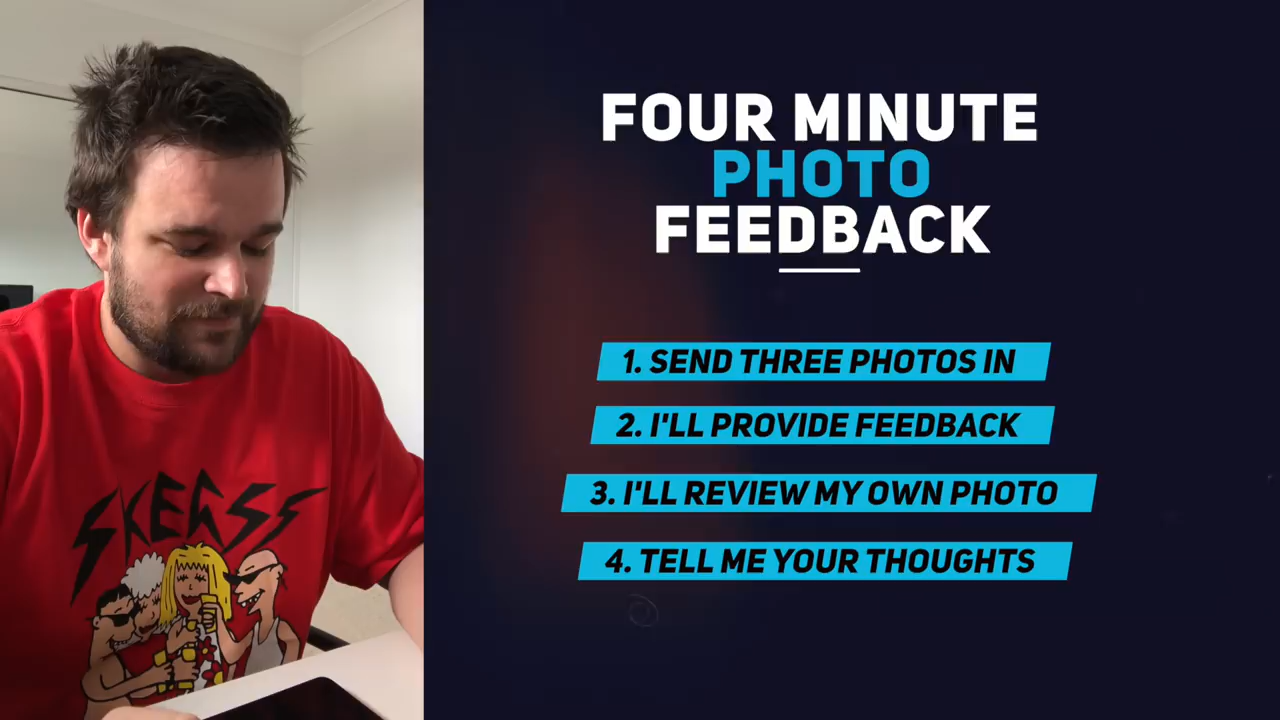 FOUR MINUTE
PHOTO
FEEDBACK
1. SEND THREE PHOTOS IN
2. I'LL PROVIDE FEEDBACK
3. I'LL REVIEW MY OWN PHOTO
4. TELL ME YOUR THOUGHTS
SKEGSS